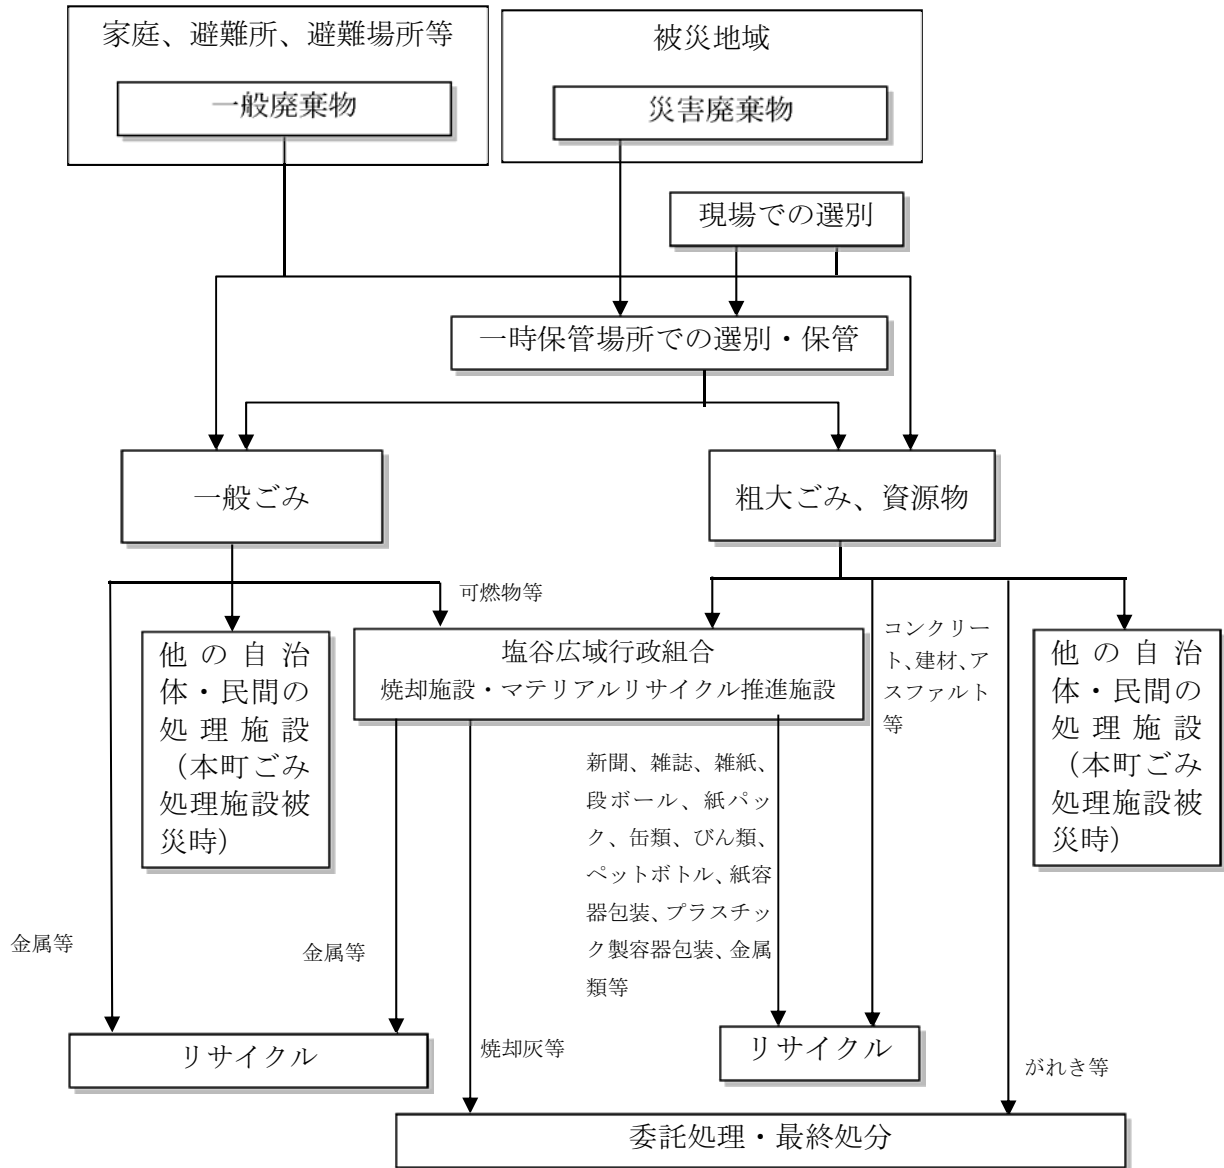 家庭、避難所、避難場所等
一般廃棄物
被災地域
災害廃棄物
現場での選別
一時保管場所での選別・保管
一般ごみ
粗大ごみ、資源物
可燃物等
他の自治
体・民間の
処理施設
（本町ごみ
処理施設被
災時）
塩谷広域行政組合
焼却施設・マテリアルリサイクル推進施設
コンクリー
ト、建材、ア
スファルト
等
他の自治
体・民間の
処理施設
（本町ごみ
処理施設被
災時）
新聞、雑誌、雑紙、
段ボール、紙パッ
ク、缶類、びん類、
ペットボトル、紙容
器包装、プラスチッ
ク製容器包装、金属
類等
金属等
金属等
リサイクル
焼却灰等
リサイクル
がれき等
委託処理・最終処分